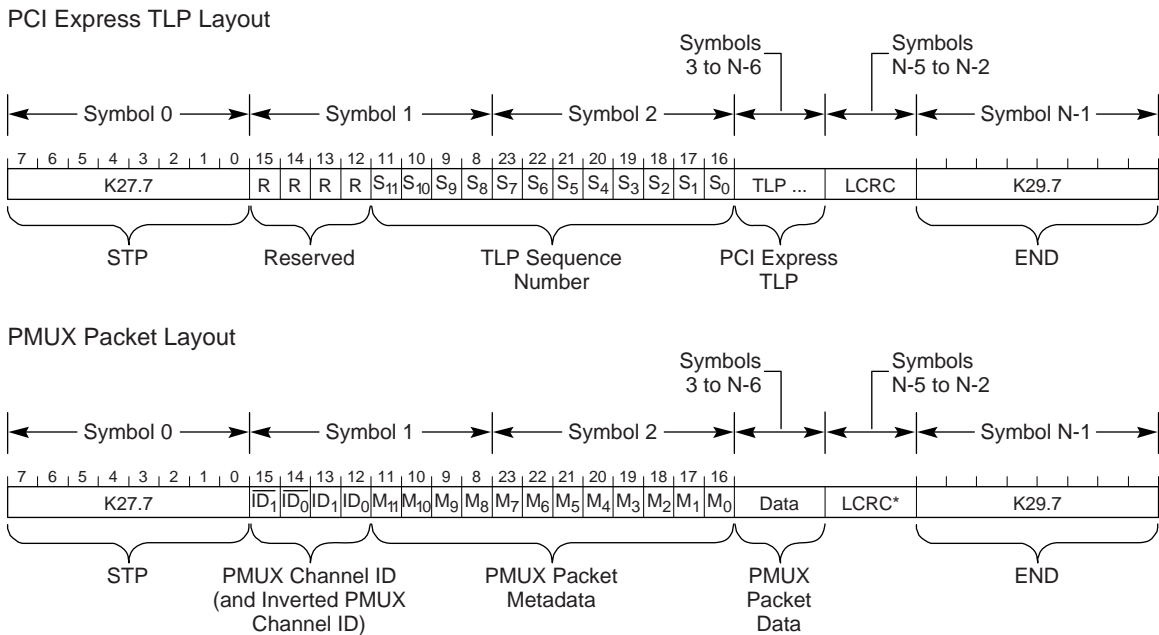 PCI Express TLP Layout
Symbols
3 to N-6
Symbols
N-5 to N-2
Symbol 0
Symbol 1
Symbol 2
Symbol N-1
7 6 5 4 3 2 1 0 15 14 13 12 11 10 9 8 23 22 21 20 19 18 17 16
K27.7 R R R R S11 S10 S9 S8 S7 S6 S5 S4 S3 S2 S1 S0 TLP ... LCRC K29.7
STP
Reserved
TLP Sequence
Number
PCI Express
TLP
END
PMUX Packet Layout
Symbols
3 to N-6
Symbols
N-5 to N-2
Symbol 0
Symbol 1
Symbol 2
Symbol N-1
7 6 5 4 3 2 1 0 15 14 13 12 11 10 9 8 23 22 21 20 19 18 17 16
K27.7 I̅D̅1 I̅D̅0 ID1 ID0 M11 M10 M9 M8 M7 M6 M5 M4 M3 M2 M1 M0 Data LCRC* K29.7
STP
PMUX Channel ID
(and Inverted PMUX
Channel ID)
PMUX Packet
Metadata
PMUX
Packet
Data
END